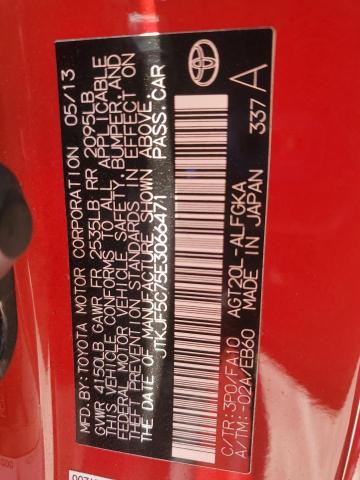 MFD. BY: TOYOTA MOTOR CORPORATION 05/13
GVWR 4150LB GAWR FR 2535LB RR 2095LB
THIS VEHICLE CONFORMS TO ALL APPLICABLE
FEDERAL MOTOR VEHICLE SAFETY, BUMPER, AND
THEFT PREVENTION STANDARDS IN EFFECT ON
THE DATE OF MANUFACTURE SHOWN ABOVE.
JTKJF5C75E3066471 PASS. CAR
C/TR:3P0/FA10 AGT20L-ALFGKA
A/TM:-02A/EB60 MADE IN JAPAN 337 A
TOYOTA